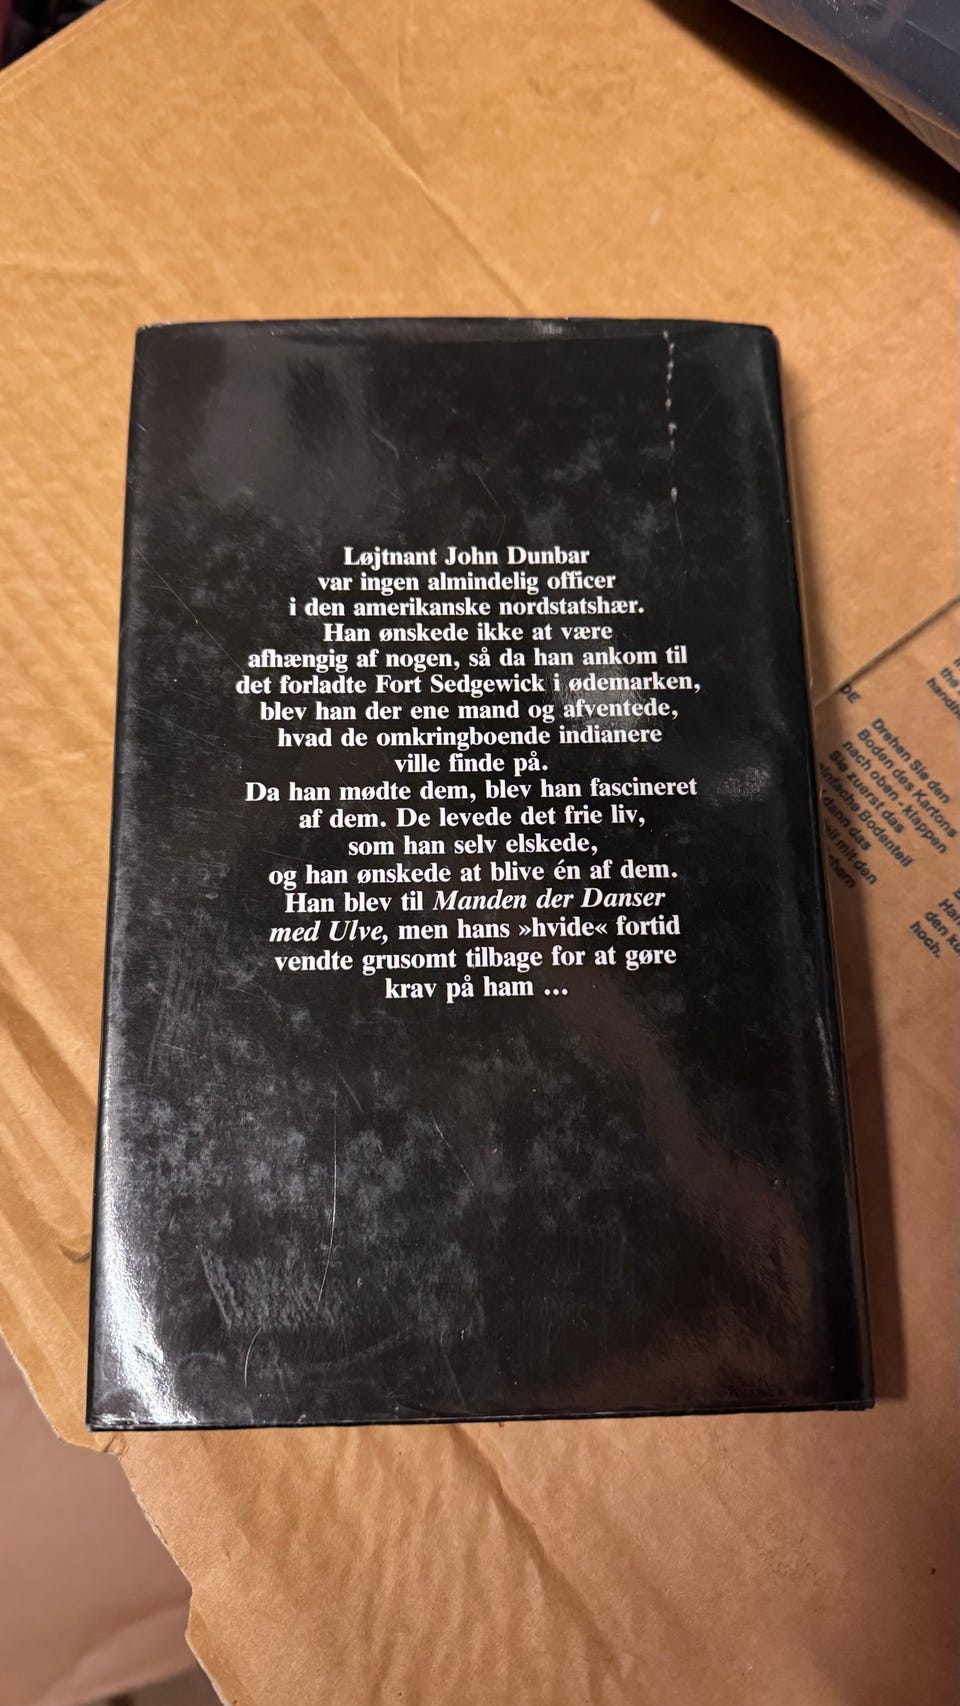 Løjtnant John Dunbar
var ingen almindelig officer
i den amerikanske nordstatshær.
Han ønskede ikke at være
afhængig af nogen, så da han ankom til
det forladte Fort Sedgewick i ødemarken,
blev han der ene mand og afventede,
hvad de omkringboende indianere
ville finde på.
Da han mødte dem, blev han fascineret
af dem. De levede det frie liv,
som han selv elskede,
og han ønskede at blive én af dem.
Han blev til Manden der Danser
med Ulve, men hans »hvide« fortid
vendte grusomt tilbage for at gøre
krav på ham ...
DE
Drehen Sie den
Boden des Kartons
nach oben - klappen
Sie zuerst das
einfache Bodenteil
dann das
mit den
the
hoch.